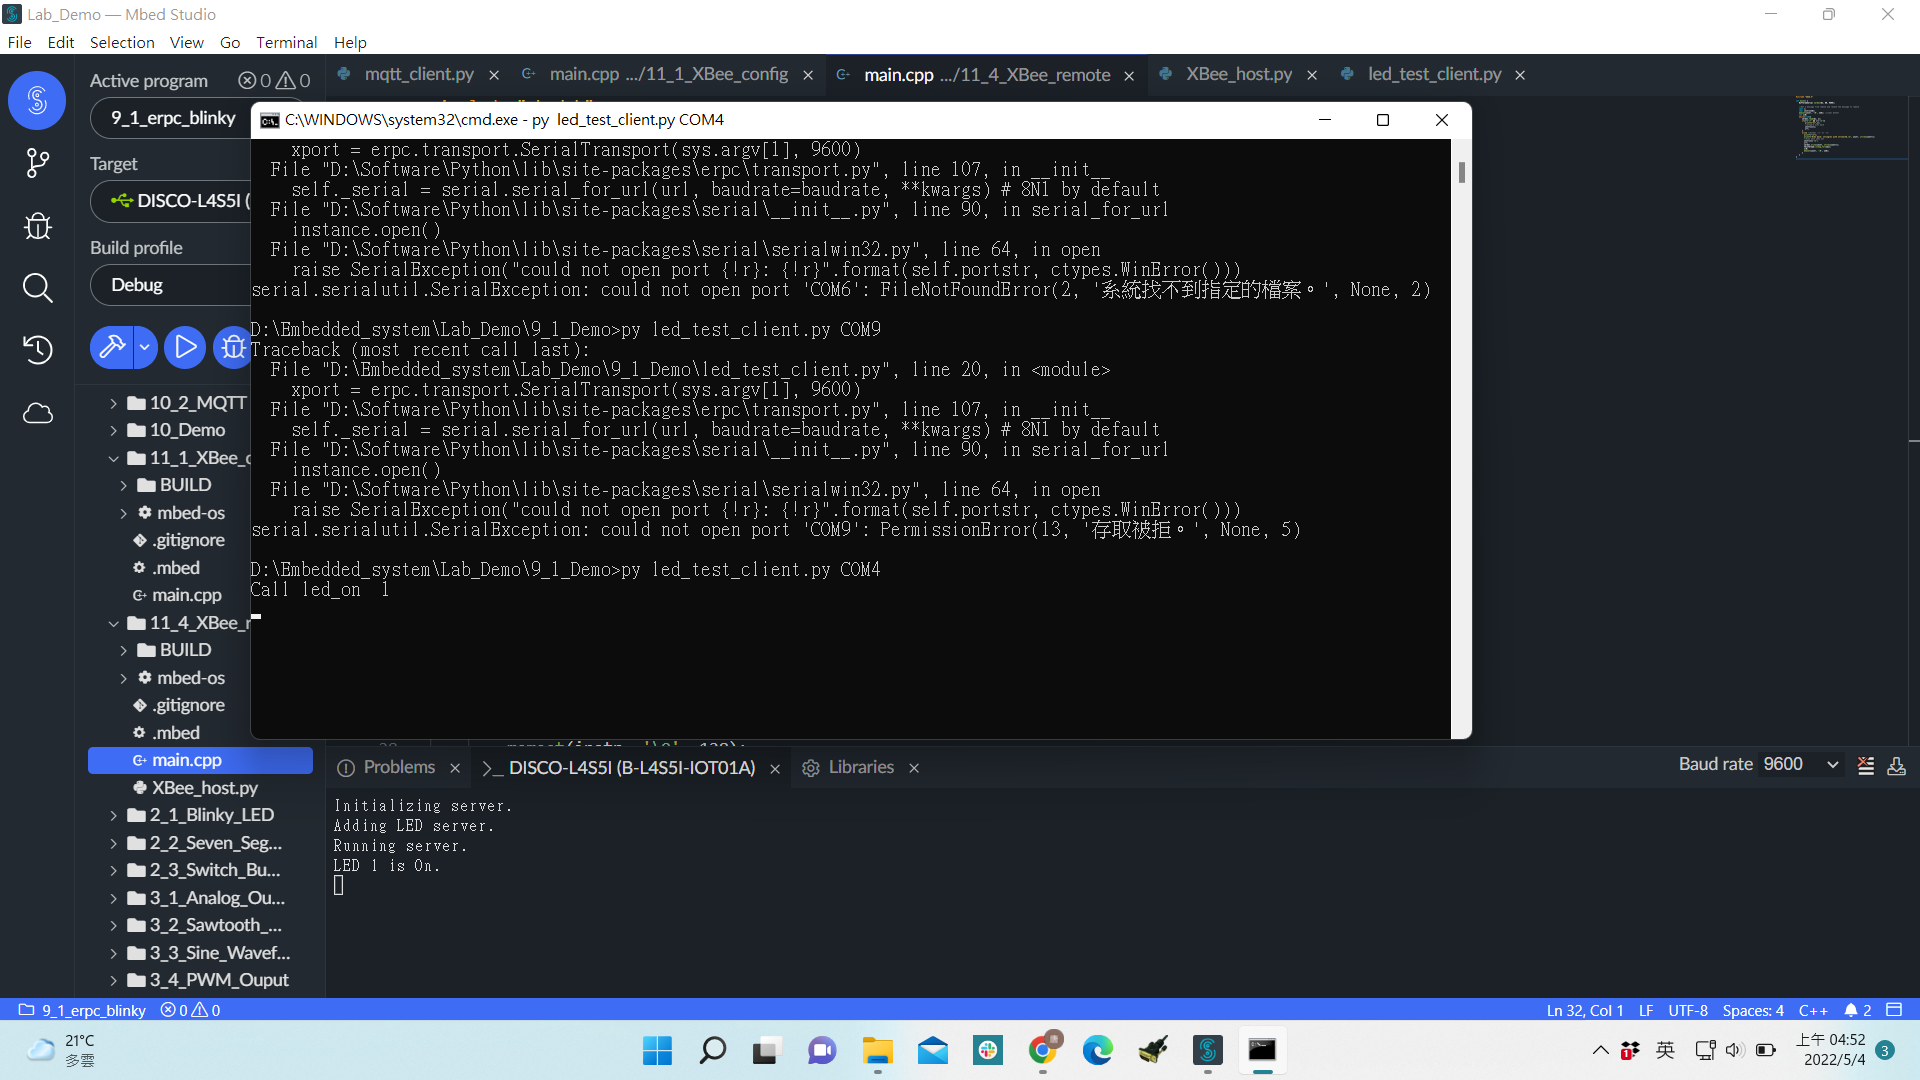 Lab_Demo — Mbed Studio
File Edit Selection View Go Terminal Help
Active program 0 0
9_1_erpc_blinky
Target
DISCO-L4S5I (
Build profile
Debug
10_2_MQTT
10_Demo
11_1_XBee_c
BUILD
mbed-os
.gitignore
.mbed
main.cpp
11_4_XBee_r
BUILD
mbed-os
.gitignore
.mbed
main.cpp
XBee_host.py
2_1_Blinky_LED
2_2_Seven_Seg...
2_3_Switch_Bu...
3_1_Analog_Ou...
3_2_Sawtooth_...
3_3_Sine_Wavef...
3_4_PWM_Ouput
mqtt_client.py main.cpp .../11_1_XBee_config main.cpp .../11_4_XBee_remote XBee_host.py led_test_client.py
C:\WINDOWS\system32\cmd.exe - py led_test_client.py COM4
xport = erpc.transport.SerialTransport(sys.argv[1], 9600)
File "D:\Software\Python\lib\site-packages\erpc\transport.py", line 107, in __init__
self._serial = serial.serial_for_url(url, baudrate=baudrate, **kwargs) # 8N1 by default
File "D:\Software\Python\lib\site-packages\serial\__init__.py", line 90, in serial_for_url
instance.open()
File "D:\Software\Python\lib\site-packages\serial\serialwin32.py", line 64, in open
raise SerialException("could not open port {!r}: {!r}".format(self.portstr, ctypes.WinError()))
serial.serialutil.SerialException: could not open port 'COM6': FileNotFoundError(2, '系統找不到指定的檔案。', None, 2)
D:\Embedded_system\Lab_Demo\9_1_Demo>py led_test_client.py COM9
Traceback (most recent call last):
File "D:\Embedded_system\Lab_Demo\9_1_Demo\led_test_client.py", line 20, in <module>
xport = erpc.transport.SerialTransport(sys.argv[1], 9600)
File "D:\Software\Python\lib\site-packages\erpc\transport.py", line 107, in __init__
self._serial = serial.serial_for_url(url, baudrate=baudrate, **kwargs) # 8N1 by default
File "D:\Software\Python\lib\site-packages\serial\__init__.py", line 90, in serial_for_url
instance.open()
File "D:\Software\Python\lib\site-packages\serial\serialwin32.py", line 64, in open
raise SerialException("could not open port {!r}: {!r}".format(self.portstr, ctypes.WinError()))
serial.serialutil.SerialException: could not open port 'COM9': PermissionError(13, '存取被拒。', None, 5)
D:\Embedded_system\Lab_Demo\9_1_Demo>py led_test_client.py COM4
Call led_on 1
Problems DISCO-L4S5I (B-L4S5I-IOT01A) Libraries
Baud rate 9600
Initializing server.
Adding LED server.
Running server.
LED 1 is On.
9_1_erpc_blinky 0 0
Ln 32, Col 1 LF UTF-8 Spaces: 4 C++ 2
21°C
多雲
英
上午 04:52
2022/5/4
3